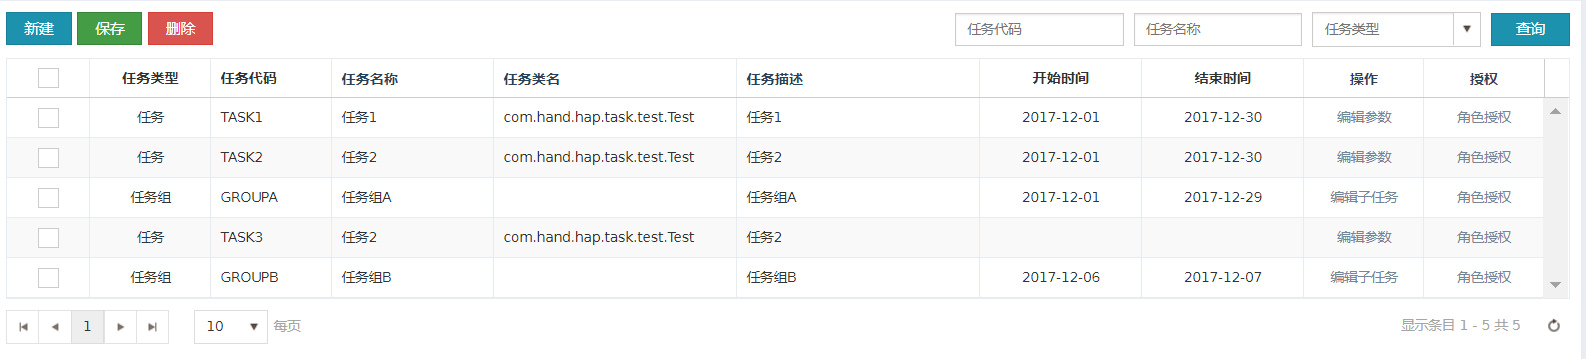 新建 保存 删除 任务代码 任务名称 任务类型 查询
任务类型 任务代码 任务名称 任务类名 任务描述 开始时间 结束时间 操作 授权
任务 TASK1 任务1 com.hand.hap.task.test.Test 任务1 2017-12-01 2017-12-30 编辑参数 角色授权
任务 TASK2 任务2 com.hand.hap.task.test.Test 任务2 2017-12-01 2017-12-30 编辑参数 角色授权
任务组 GROUPA 任务组A 任务组A 2017-12-01 2017-12-29 编辑子任务 角色授权
任务 TASK3 任务2 com.hand.hap.task.test.Test 任务2 编辑参数 角色授权
任务组 GROUPB 任务组B 任务组B 2017-12-06 2017-12-07 编辑子任务 角色授权
1 10 每页 显示条目 1 - 5 共 5